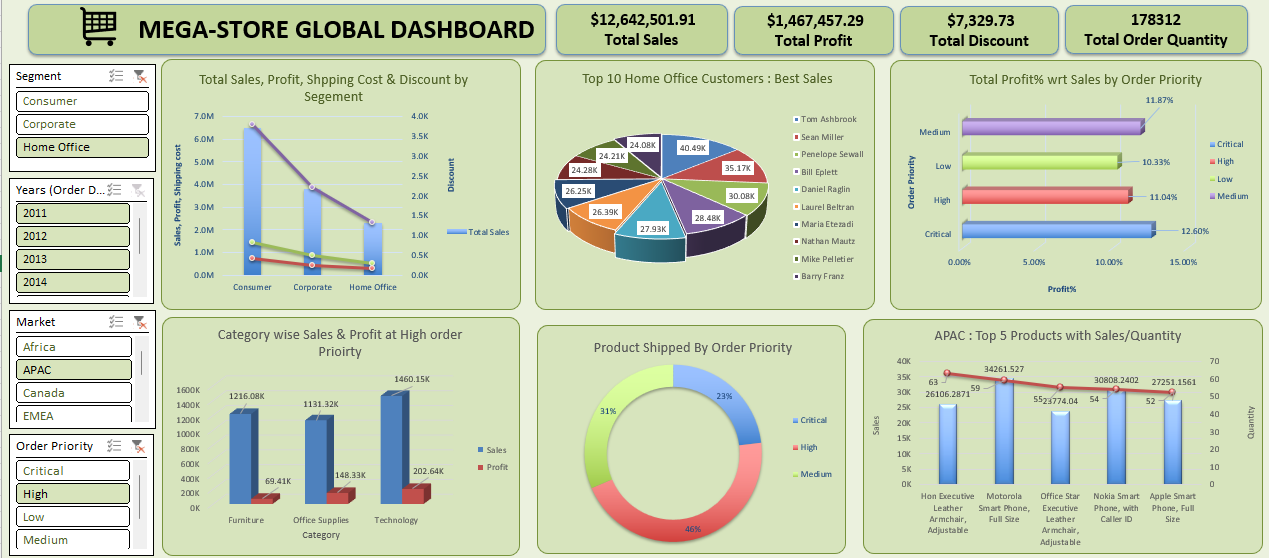 MEGA-STORE GLOBAL DASHBOARD
$12,642,501.91
Total Sales
$1,467,457.29
Total Profit
$7,329.73
Total Discount
178312
Total Order Quantity
Segment
Consumer
Corporate
Home Office
Years (Order D...
2011
2012
2013
2014
Market
Africa
APAC
Canada
EMEA
Order Priority
Critical
High
Low
Medium
Total Sales, Profit, Shpping Cost & Discount by
Segement
Sales, Profit, Shipping cost
7.0M
6.0M
5.0M
4.0M
3.0M
2.0M
1.0M
0.0M
4.0K
3.5K
3.0K
2.5K
2.0K
1.5K
1.0K
0.5K
0.0K
Discount
Consumer
Corporate
Home Office
Total Sales
Top 10 Home Office Customers : Best Sales
40.49K
35.17K
30.08K
28.48K
27.93K
26.39K
26.25K
24.28K
24.21K
24.08K
Tom Ashbrook
Sean Miller
Penelope Sewall
Bill Eplett
Daniel Raglin
Laurel Beltran
Maria Etezadi
Nathan Mautz
Mike Pelletier
Barry Franz
Total Profit% wrt Sales by Order Priority
Order Priority
Medium
Low
High
Critical
11.87%
10.33%
11.04%
12.60%
0.00%
5.00%
10.00%
15.00%
Profit%
Critical
High
Low
Medium
Category wise Sales & Profit at High order
Prioirty
1600K
1400K
1200K
1000K
800K
600K
400K
200K
0K
1216.08K
69.41K
1131.32K
148.33K
1460.15K
202.64K
Furniture
Office Supplies
Technology
Category
Sales
Profit
Product Shipped By Order Priority
23%
46%
31%
Critical
High
Medium
APAC : Top 5 Products with Sales/Quantity
Sales
40K
35K
30K
25K
20K
15K
10K
5K
0K
63
26106.2871
34261.527
59
55
23774.04
30808.2402
54
27251.1561
52
70
60
50
40
30
20
10
0
Quantity
Hon Executive
Leather
Armchair,
Adjustable
Motorola
Smart Phone,
Full Size
Office Star
Executive
Leather
Armchair,
Adjustable
Nokia Smart
Phone, with
Caller ID
Apple Smart
Phone, Full
Size